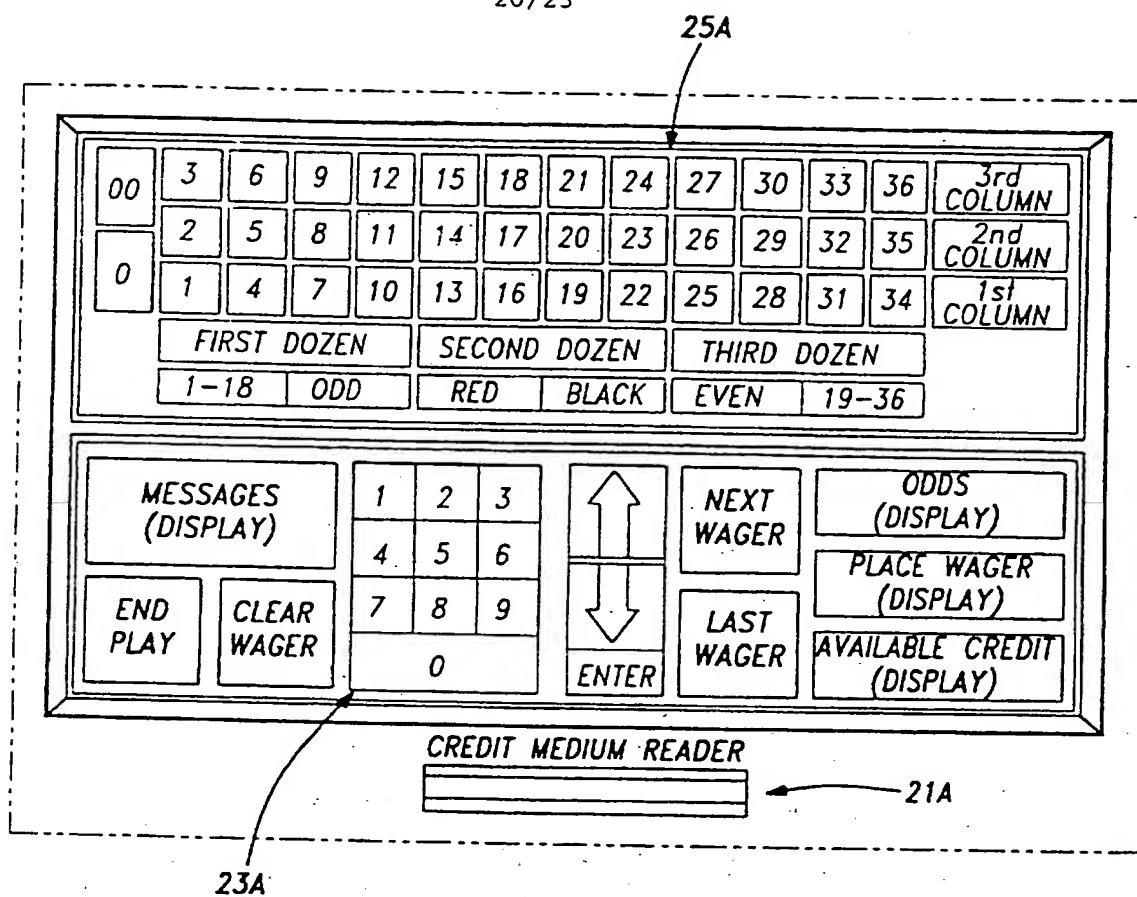 20/23
25A
00 3 6 9 12 15 18 21 24 27 30 33 36 3rd COLUMN
0 2 5 8 11 14 17 20 23 26 29 32 35 2nd COLUMN
1 4 7 10 13 16 19 22 25 28 31 34 1st COLUMN
FIRST DOZEN SECOND DOZEN THIRD DOZEN
1-18 ODD RED BLACK EVEN 19-36
MESSAGES
(DISPLAY)
END
PLAY
CLEAR
WAGER
1 2 3
4 5 6
7 8 9
0
ENTER
NEXT
WAGER
LAST
WAGER
ODDS
(DISPLAY)
PLACE WAGER
(DISPLAY)
AVAILABLE CREDIT
(DISPLAY)
CREDIT MEDIUM READER
21A
23A